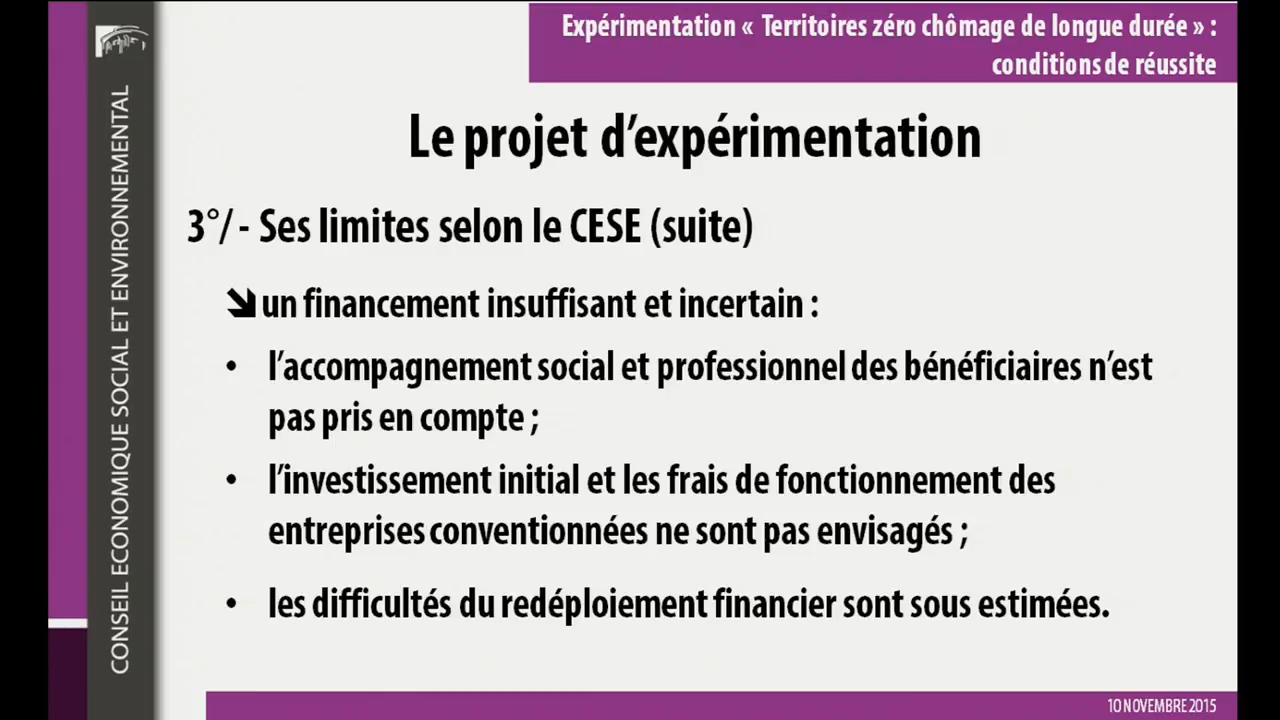 Expérimentation « Territoires zéro chômage de longue durée » :
conditions de réussite
CONSEIL ECONOMIQUE SOCIAL ET ENVIRONNEMENTAL
Le projet d’expérimentation
3°/ - Ses limites selon le CESE (suite)
➘ un financement insuffisant et incertain :
• l’accompagnement social et professionnel des bénéficiaires n’est
pas pris en compte ;
• l’investissement initial et les frais de fonctionnement des
entreprises conventionnées ne sont pas envisagés ;
• les difficultés du redéploiement financier sont sous estimées.
10 NOVEMBRE 2015